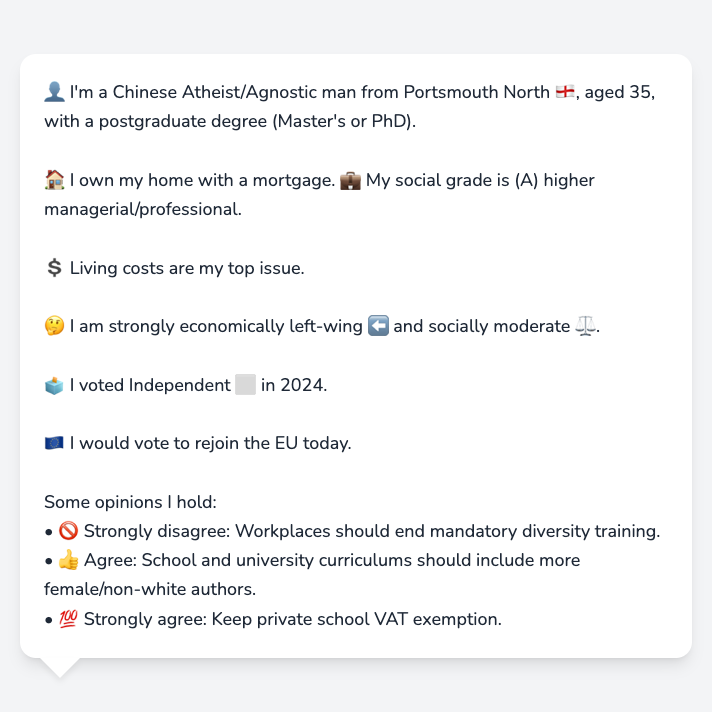 👤 I'm a Chinese Atheist/Agnostic man from Portsmouth North 🏴󠁧󠁢󠁥󠁮󠁧󠁿, aged 35,
with a postgraduate degree (Master's or PhD).
🏠 I own my home with a mortgage. 💼 My social grade is (A) higher
managerial/professional.
💲 Living costs are my top issue.
🤔 I am strongly economically left-wing ⬅️ and socially moderate ⚖️.
🗳️ I voted Independent ⬜ in 2024.
🇪🇺 I would vote to rejoin the EU today.
Some opinions I hold:
• 🚫 Strongly disagree: Workplaces should end mandatory diversity training.
• 👍 Agree: School and university curriculums should include more
female/non-white authors.
• 💯 Strongly agree: Keep private school VAT exemption.